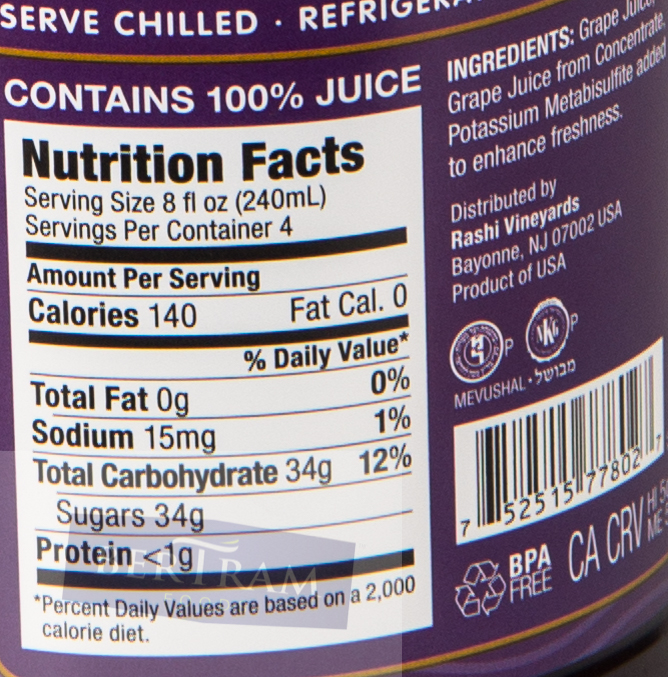 SERVE CHILLED · REFRIGERA
CONTAINS 100% JUICE
Nutrition Facts
Serving Size 8 fl oz (240mL)
Servings Per Container 4
Amount Per Serving
Calories 140 Fat Cal. 0
% Daily Value*
Total Fat 0g 0%
Sodium 15mg 1%
Total Carbohydrate 34g 12%
Sugars 34g
Protein <1g
*Percent Daily Values are based on a 2,000
calorie diet.
BERTRAM
INGREDIENTS: Grape Juice,
Grape Juice from Concentrate,
Potassium Metabisulfite added
to enhance freshness.
Distributed by
Rashi Vineyards
Bayonne, NJ 07002 USA
Product of USA
P
MKG P
MEVUSHAL · מבושל
7 52515 77802 7
BPA
FREE
CA CRV